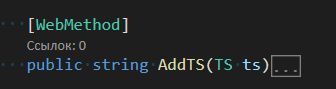 [WebMethod]
Ссылок: 0
public string AddTS(TS ts)...